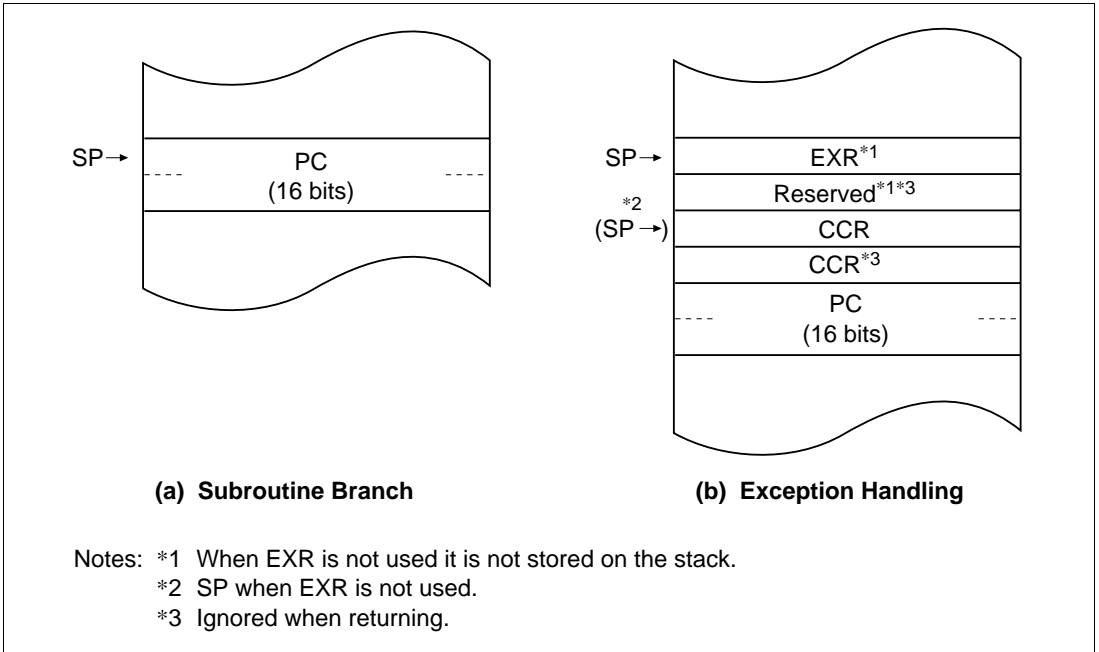 SP→
PC
(16 bits)
(a) Subroutine Branch
SP→
EXR*1
Reserved*1*3
*2
(SP→)
CCR
CCR*3
PC
(16 bits)
(b) Exception Handling
Notes: *1 When EXR is not used it is not stored on the stack.
*2 SP when EXR is not used.
*3 Ignored when returning.